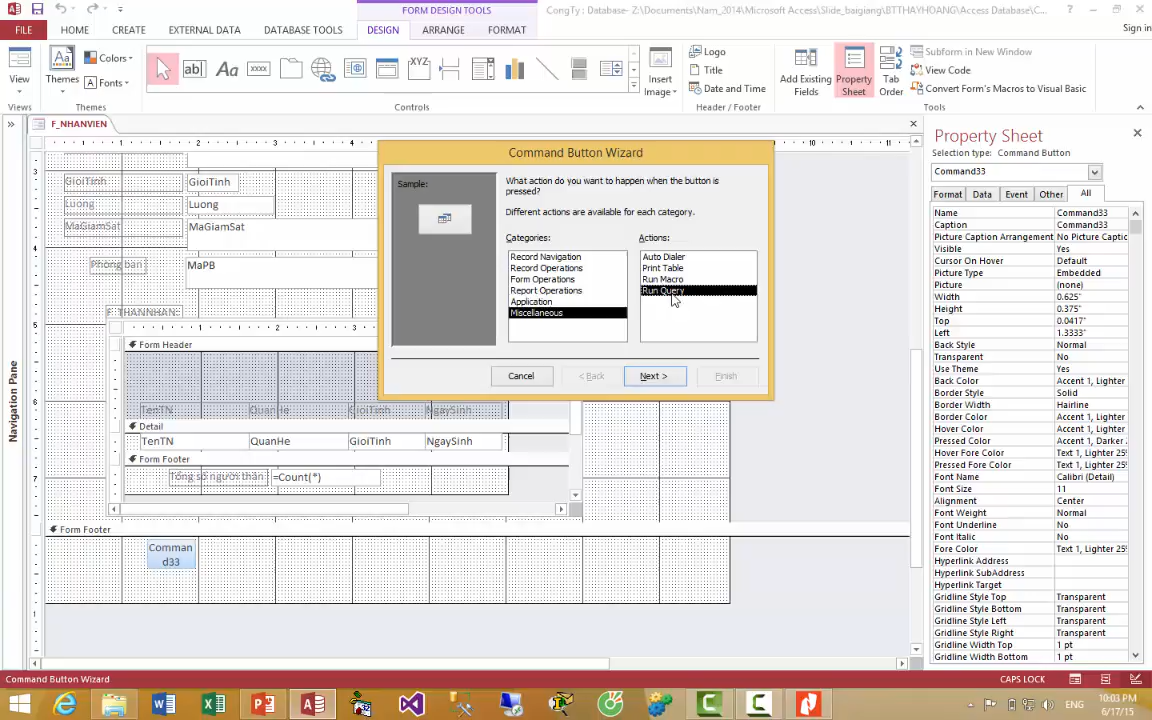 FORM DESIGN TOOLS
CongTy : Database- Z:\Documents\Nam_2014\Slide_baigiang\BTTHAYHOANG\Access Database\C...
FILE HOME CREATE EXTERNAL DATA DATABASE TOOLS DESIGN ARRANGE FORMAT Sign in
View
Views
Themes
Colors
Fonts
Themes
ab|
Aa
xxxx
XYZ
Controls
Insert Image
Logo
Title
Date and Time
Header / Footer
Add Existing Fields
Property Sheet
Tab Order
Subform in New Window
View Code
Convert Form's Macros to Visual Basic
Tools
Navigation Pane
F_NHANVIEN
GioiTinh GioiTinh
Luong Luong
MaGiamSat MaGiamSat
Phong ban MaPB
F_THANNHAN:
Form Header
TenTN QuanHe GioiTinh NgaySinh
Detail
TenTN QuanHe GioiTinh NgaySinh
Form Footer
Tổng số người thân =Count(*)
Form Footer
Comman
d33
Command Button Wizard
Sample:
What action do you want to happen when the button is
pressed?
Different actions are available for each category.
Categories: Actions:
Record Navigation
Record Operations
Form Operations
Report Operations
Application
Miscellaneous
Auto Dialer
Print Table
Run Macro
Run Query
Cancel < Back Next > Finish
Property Sheet
Selection type: Command Button
Command33
Format Data Event Other All
Name Command33
Caption Command33
Picture Caption Arrangement No Picture Captic
Visible Yes
Cursor On Hover Default
Picture Type Embedded
Picture (none)
Width 0.625"
Height 0.375"
Top 0.0417"
Left 1.3333"
Back Style Normal
Transparent No
Use Theme Yes
Back Color Accent 1, Lighter
Border Style Solid
Border Width Hairline
Border Color Accent 1, Lighter
Hover Color Accent 1, Lighter
Pressed Color Accent 1, Darker
Hover Fore Color Text 1, Lighter 25%
Pressed Fore Color Text 1, Lighter 25%
Font Name Calibri (Detail)
Font Size 11
Alignment Center
Font Weight Normal
Font Underline No
Font Italic No
Fore Color Text 1, Lighter 25%
Hyperlink Address
Hyperlink SubAddress
Hyperlink Target
Gridline Style Top Transparent
Gridline Style Bottom Transparent
Gridline Style Left Transparent
Gridline Style Right Transparent
Gridline Width Top 1 pt
Gridline Width Bottom 1 pt
Command Button Wizard CAPS LOCK
ENG
10:03 PM
6/17/15